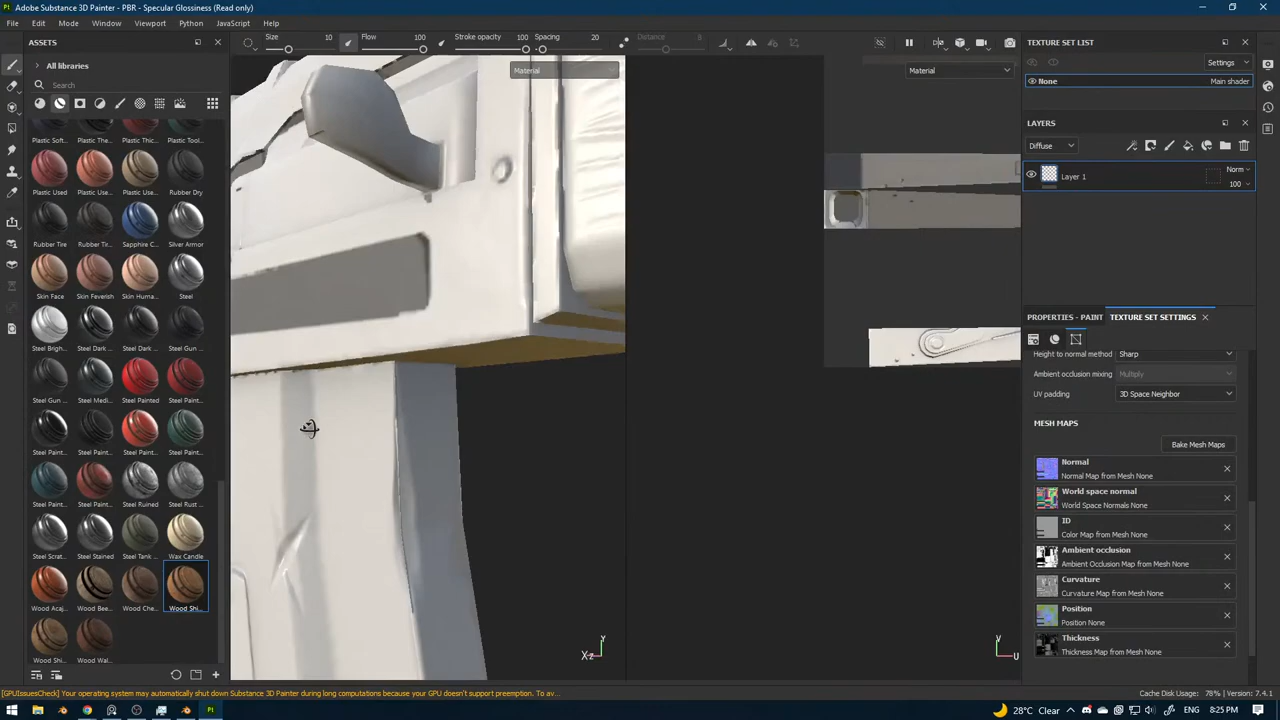 Adobe Substance 3D Painter - PBR - Specular Glossiness (Read only)
File Edit Mode Window Viewport Python JavaScript Help
ASSETS
Size 10 Flow 100 Stroke opacity 100 Spacing 20 Distance 8
All libraries
Search
Material
Material
Plastic Soft... Plastic The... Plastic Thic... Plastic Tool...
Plastic Used Plastic Use... Plastic Use... Rubber Dry
Rubber Tire Rubber Tir... Sapphire C... Silver Armor
Skin Face Skin Feverish Skin Huma... Steel
Steel Brigh... Steel Dark ... Steel Dark ... Steel Gun ...
Steel Gun ... Steel Medi... Steel Painted Steel Paint...
Steel Paint... Steel Paint... Steel Paint... Steel Paint...
Steel Paint... Steel Paint... Steel Ruined Steel Rust ...
Steel Scrat... Steel Stained Steel Tank ... Wax Candle
Wood Acaj... Wood Bee... Wood Che... Wood Shi...
Wood Shi... Wood Wal...
Y
X Z
V
U
TEXTURE SET LIST
Settings
None Main shader
LAYERS
Diffuse
Layer 1
Norm
100
PROPERTIES - PAINT TEXTURE SET SETTINGS
Height to normal method Sharp
Ambient occlusion mixing Multiply
UV padding 3D Space Neighbor
MESH MAPS
Bake Mesh Maps
Normal
Normal Map from Mesh None
World space normal
World Space Normals None
ID
Color Map from Mesh None
Ambient occlusion
Ambient Occlusion Map from Mesh None
Curvature
Curvature Map from Mesh None
Position
Position None
Thickness
Thickness Map from Mesh None
[GPUIssuesCheck] Your operating system may automatically shut down Substance 3D Painter during long computations because your GPU doesn't support preemption. To av...
Cache Disk Usage: 78% | Version: 7.4.1
28°C Clear ENG 8:25 PM